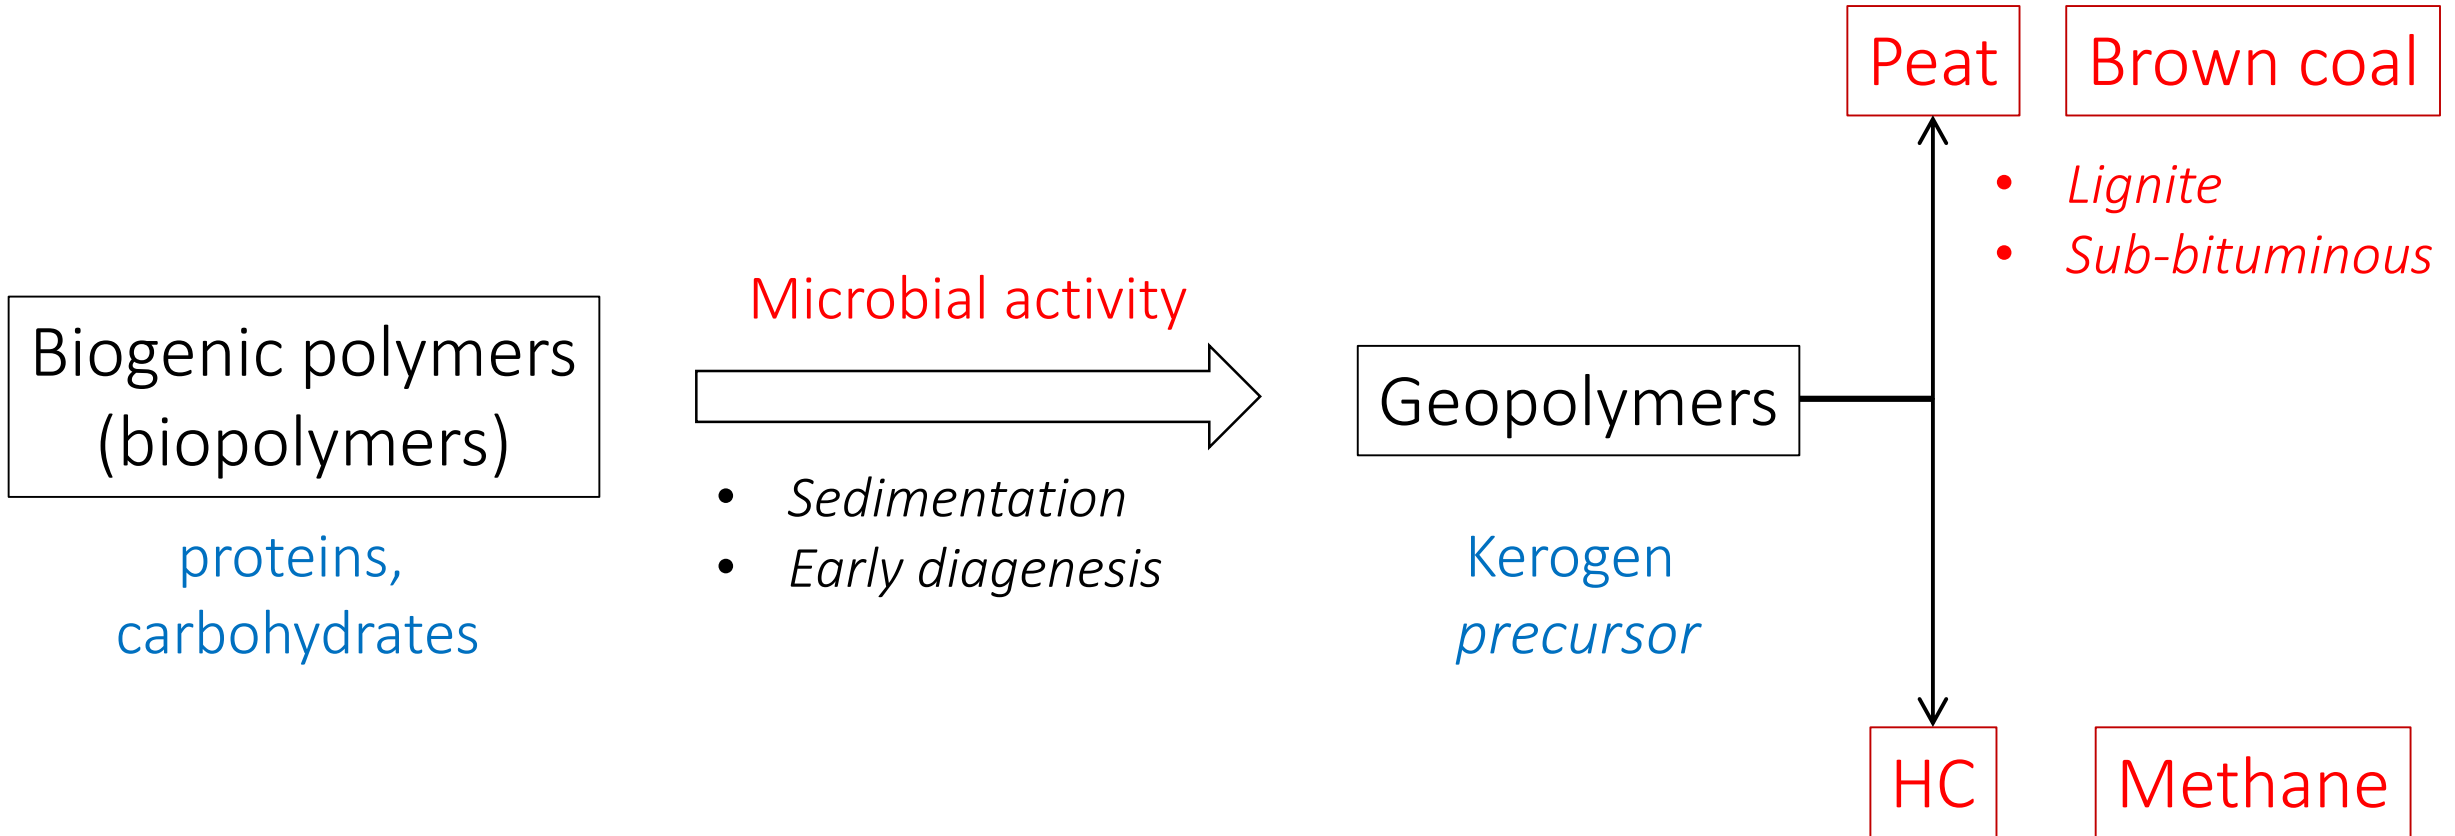 Biogenic polymers
(biopolymers)
proteins,
carbohydrates
Microbial activity
• Sedimentation
• Early diagenesis
Geopolymers
Kerogen
precursor
Peat
Brown coal
• Lignite
• Sub-bituminous
HC
Methane